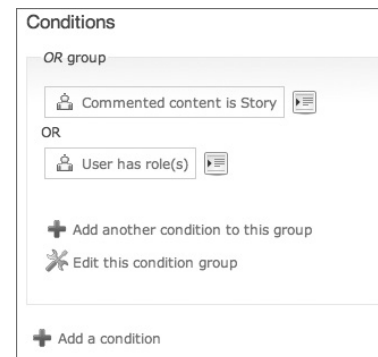 Conditions
OR group
Commented content is Story
OR
User has role(s)
Add another condition to this group
Edit this condition group
Add a condition